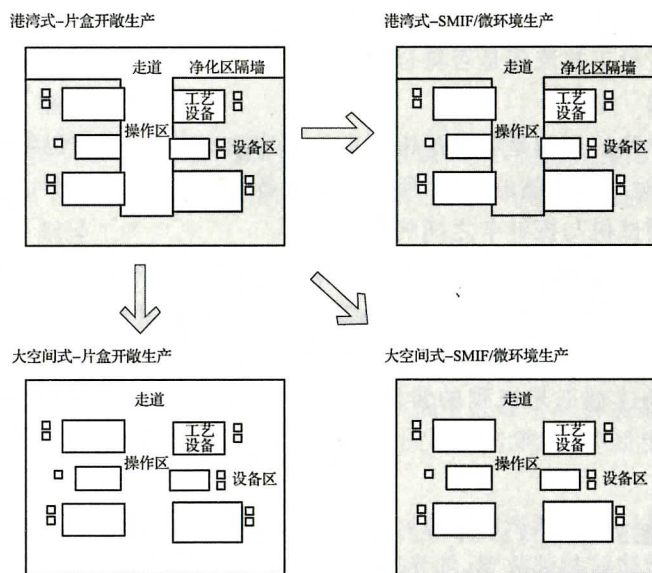 港湾式-片盒开敞生产
港湾式-SMIF/微环境生产
走道
净化区隔墙
工艺
设备
操作区
设备区
走道
净化区隔墙
工艺
设备
操作区
设备区
大空间式-片盒开敞生产
大空间式-SMIF/微环境生产
走道
工艺
设备
操作区
设备区
走道
工艺
设备
操作区
设备区